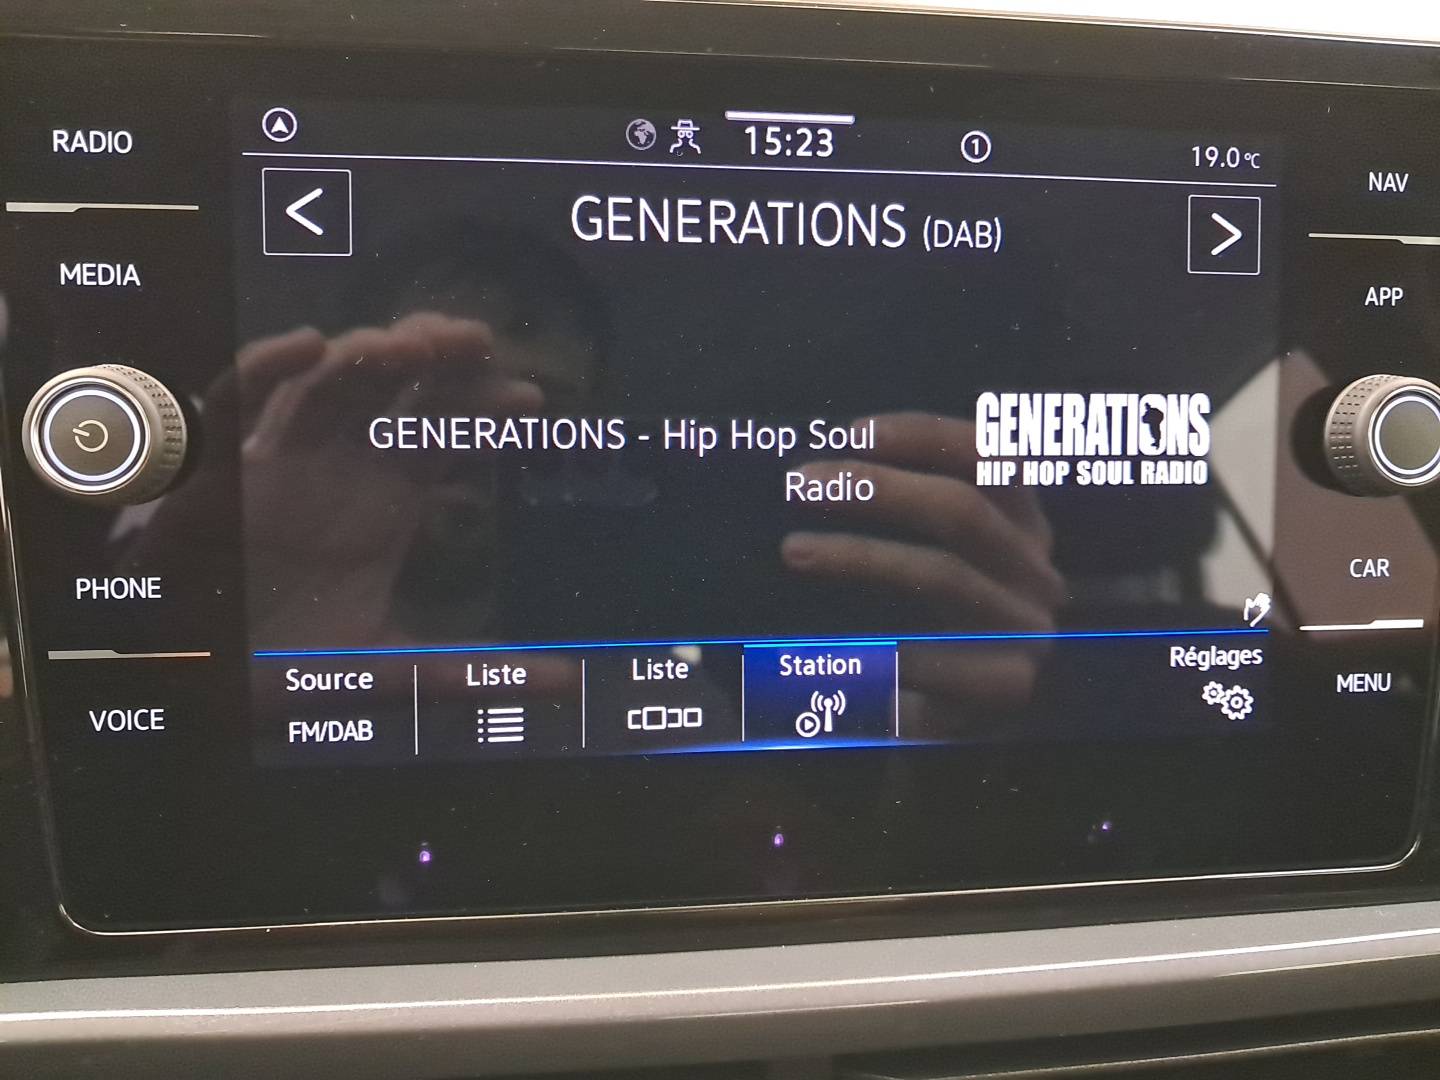 RADIO
MEDIA
PHONE
VOICE
15:23
1
19.0°C
<
GENERATIONS (DAB)
>
GENERATIONS - Hip Hop Soul
Radio
GENERATIONS
HIP HOP SOUL RADIO
Source
FM/DAB
Liste
Liste
Station
Réglages
NAV
APP
CAR
MENU